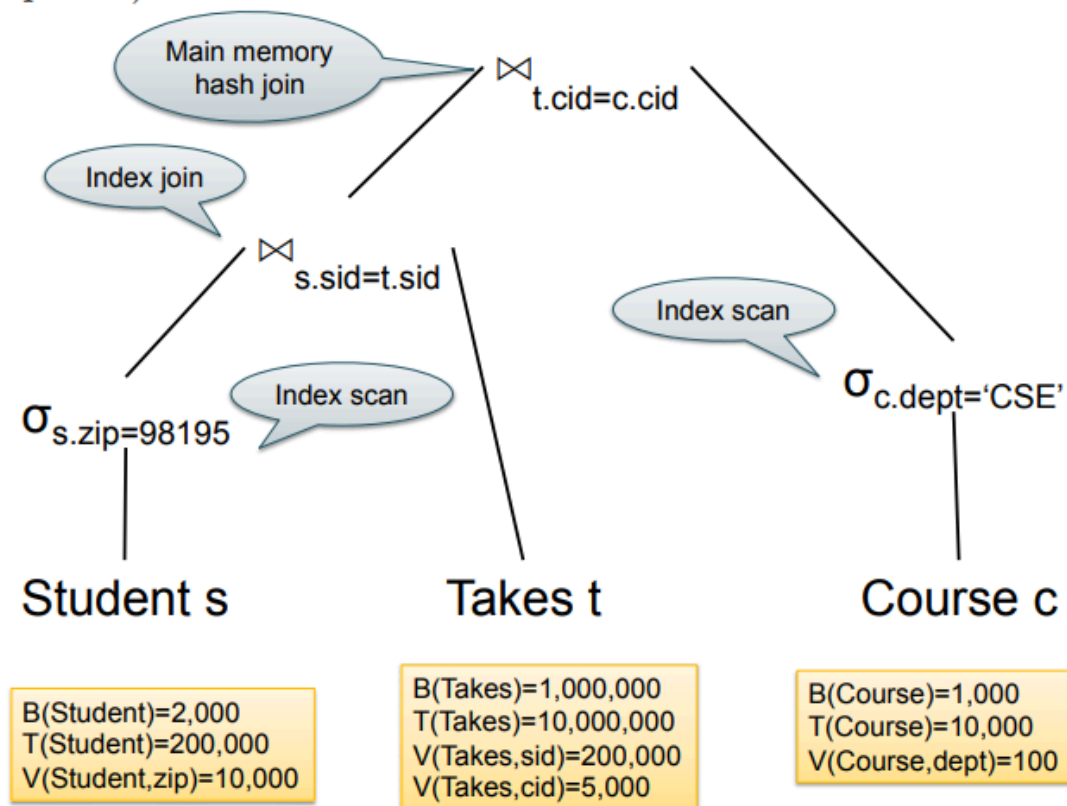 Main memory
hash join
⋈ t.cid=c.cid
Index join
⋈ s.sid=t.sid
Index scan
Index scan
σ c.dept=‘CSE’
σ s.zip=98195
Student s
Takes t
Course c
B(Student)=2,000
T(Student)=200,000
V(Student,zip)=10,000
B(Takes)=1,000,000
T(Takes)=10,000,000
V(Takes,sid)=200,000
V(Takes,cid)=5,000
B(Course)=1,000
T(Course)=10,000
V(Course,dept)=100